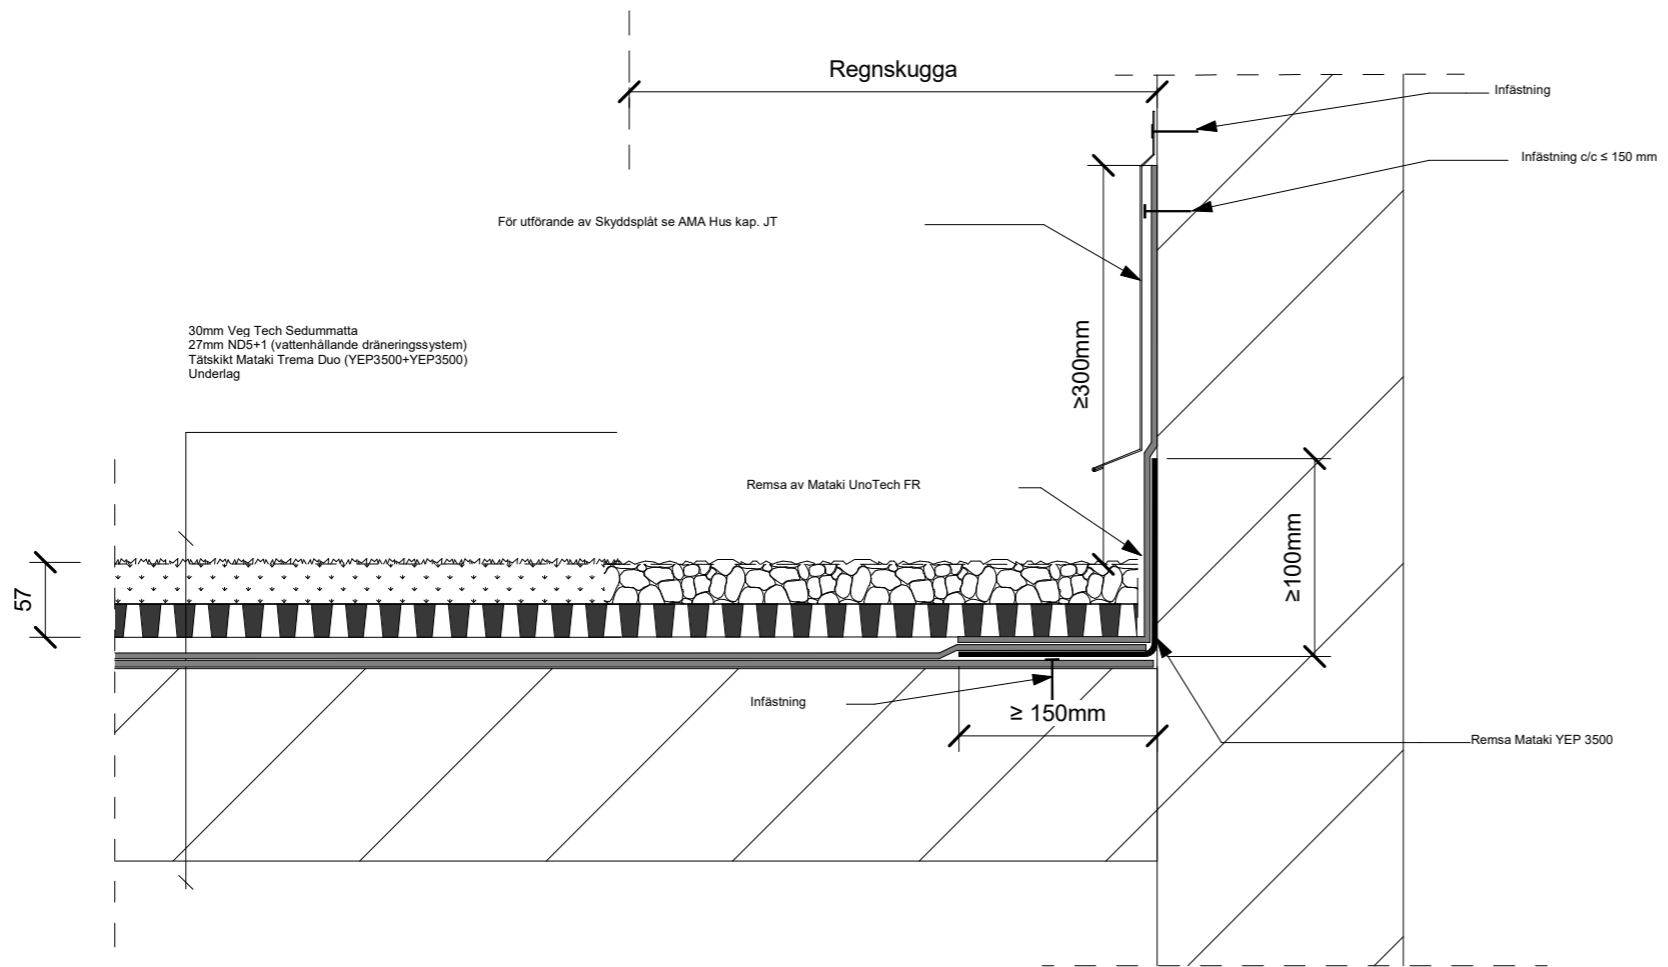 Regnskugga
Infästning
Infästning c/c ≤ 150 mm
För utförande av Skyddsplåt se AMA Hus kap. JT
30mm Veg Tech Sedummatta
27mm ND5+1 (vattenhållande dräneringssystem)
Tätskikt Mataki Trema Duo (YEP3500+YEP3500)
Underlag
≥300mm
Remsa av Mataki UnoTech FR
≥100mm
57
Infästning
≥ 150mm
Remsa Mataki YEP 3500